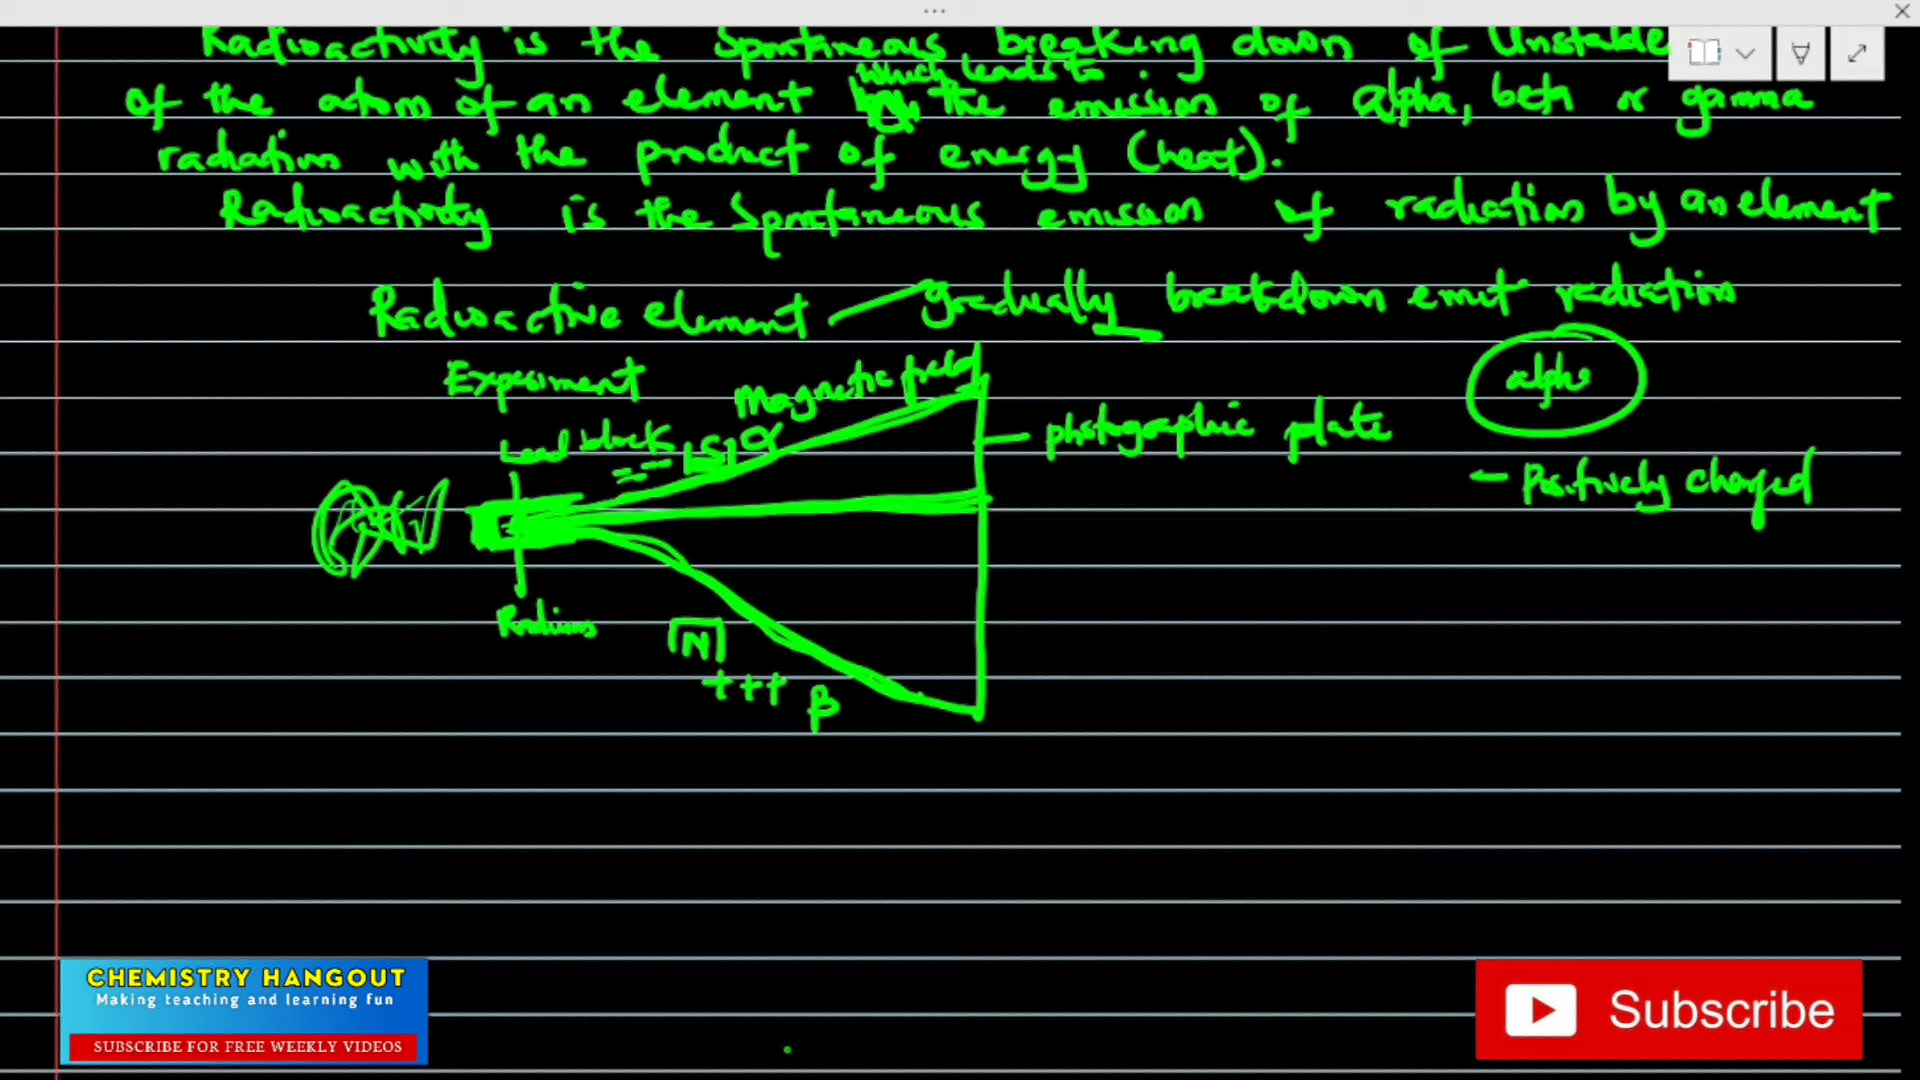 Radioactivity is the Spontaneous breaking down of Unstable
which leads to
of the atom of an element the emission of alpha, beta or gamma
radiation with the product of energy (heat).
Radioactivity is the Spontaneous emission of radiation by an element
Radioactive element gradually breakdown emit radiation
Experiment Magnetic field alpha
Lead block [S] α photographic plate
- Positively charged
Radium
N
+++ β
CHEMISTRY HANGOUT
Making teaching and learning fun
SUBSCRIBE FOR FREE WEEKLY VIDEOS
Subscribe